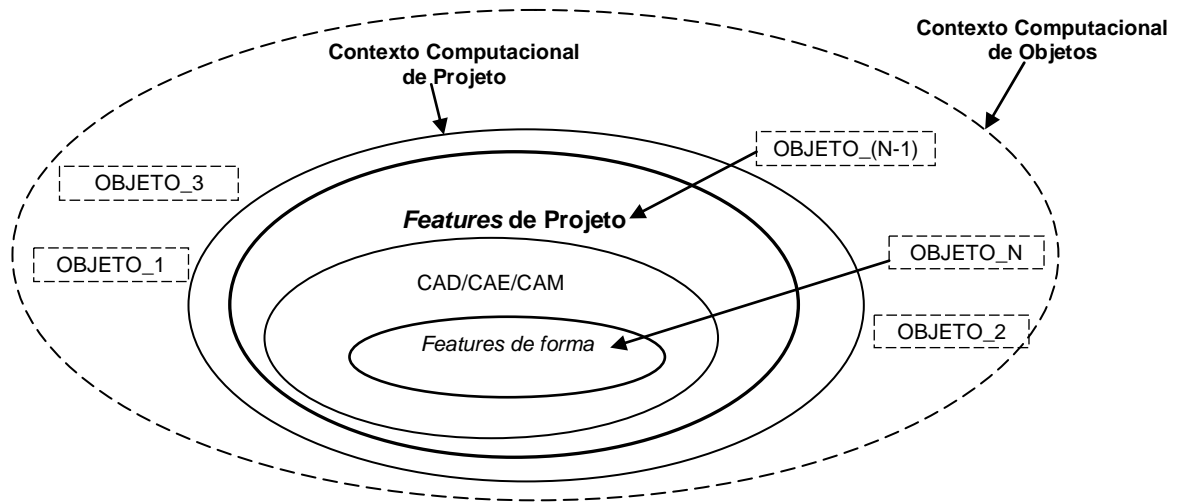 Contexto Computacional
de Projeto
Contexto Computacional
de Objetos
OBJETO_(N-1)
OBJETO_3
Features de Projeto
OBJETO_1
OBJETO_N
CAD/CAE/CAM
OBJETO_2
Features de forma